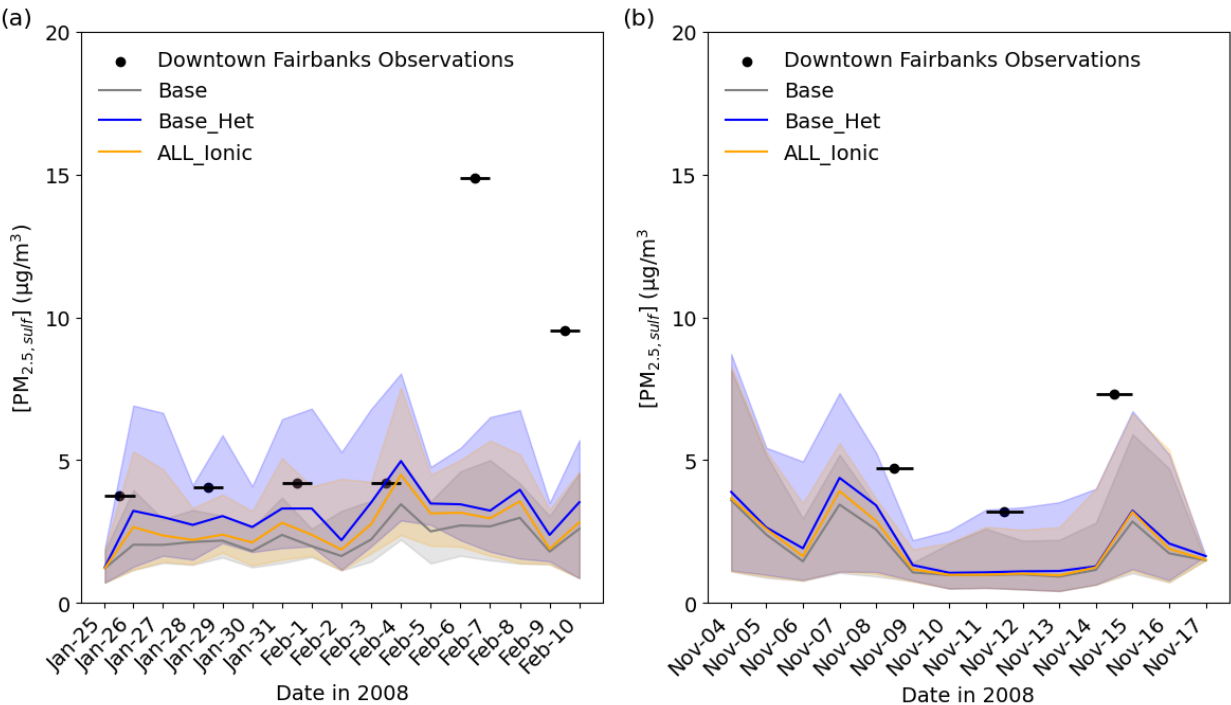 (a)
20
15
10
5
0
[PM2.5,sulf] (μg/m³)
Downtown Fairbanks Observations
Base
Base_Het
ALL_Ionic
Jan-25
Jan-26
Jan-27
Jan-28
Jan-29
Jan-30
Jan-31
Feb-1
Feb-2
Feb-3
Feb-4
Feb-5
Feb-6
Feb-7
Feb-8
Feb-9
Feb-10
Date in 2008
(b)
20
15
10
5
0
[PM2.5,sulf] (μg/m³
Downtown Fairbanks Observations
Base
Base_Het
ALL_Ionic
Nov-04
Nov-05
Nov-06
Nov-07
Nov-08
Nov-09
Nov-10
Nov-11
Nov-12
Nov-13
Nov-14
Nov-15
Nov-16
Nov-17
Date in 2008